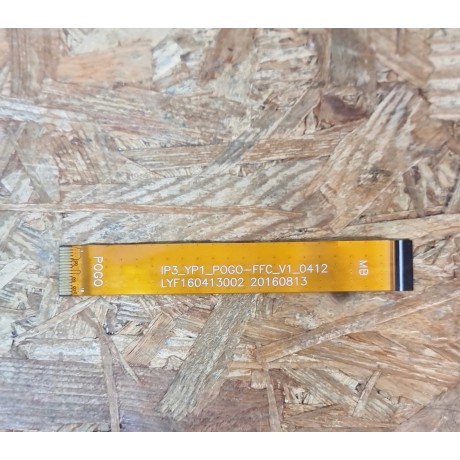 POGO
IP3_YP1_POGO-FFC_V1_0412
LYF160413002 20160813
MB